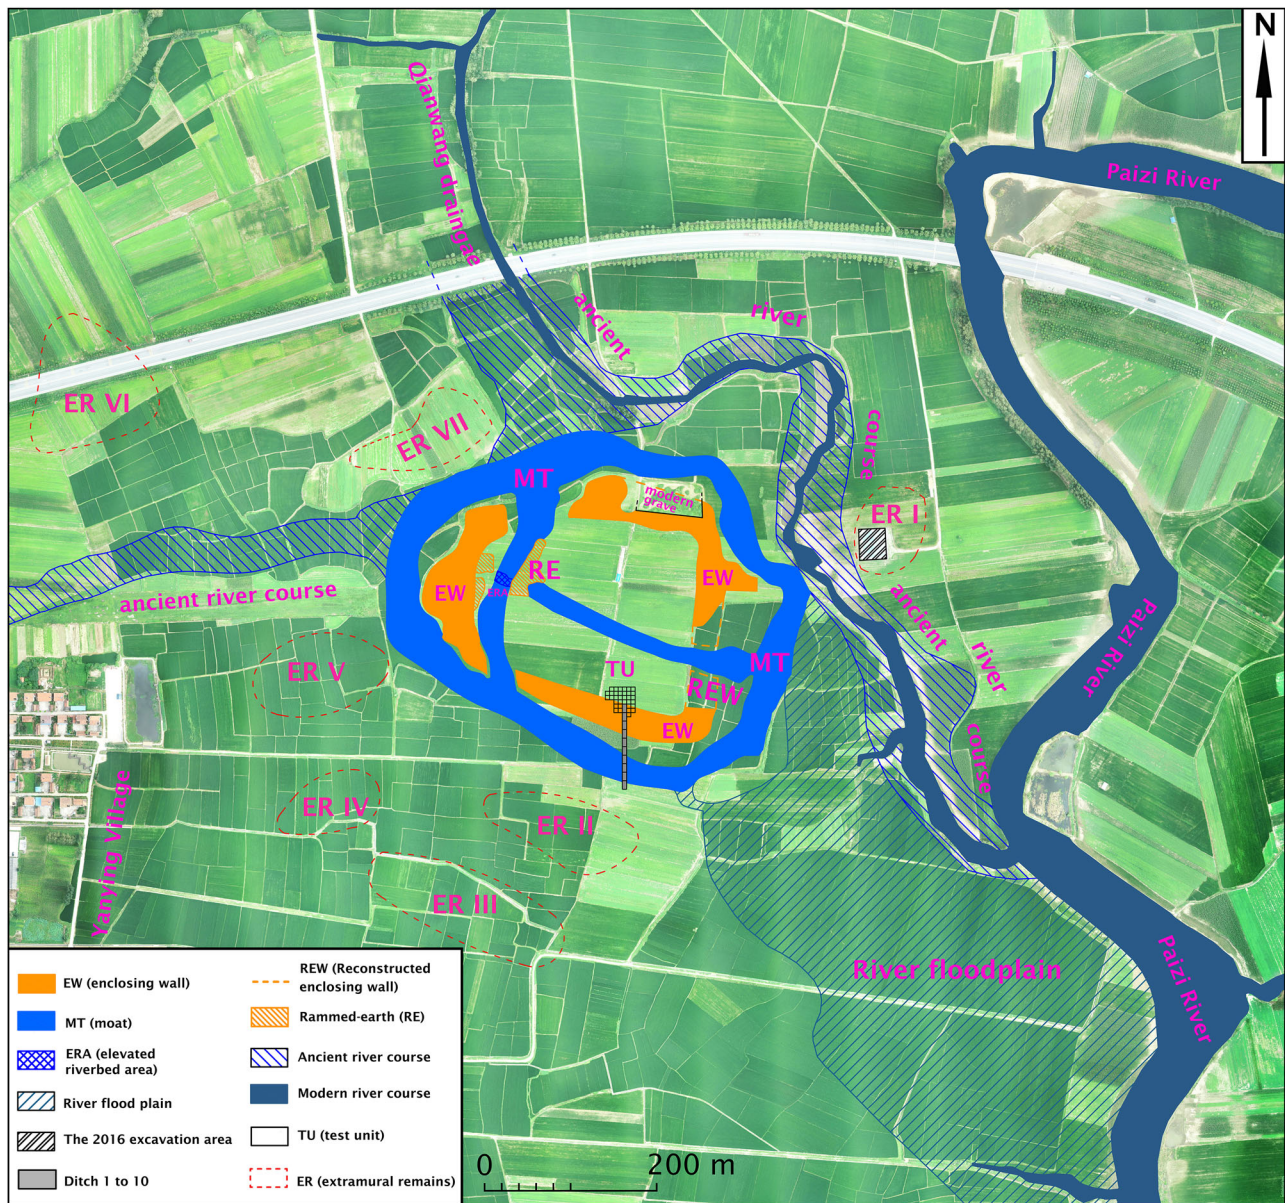 N
Qianwang draingae
Paizi River
ancient
river
course
ER VI
ER VII
MT
modern
grave
ER I
EW
RE
ERA
EW
ancient river course
ancient
river
course
Paizi River
ER V
TU
MT
REW
EW
Yanying Village
ER IV
ER II
ER III
River floodplain
Paizi River
EW (enclosing wall)
MT (moat)
ERA (elevated
riverbed area)
River flood plain
The 2016 excavation area
Ditch 1 to 10
REW (Reconstructed
enclosing wall)
Rammed-earth (RE)
Ancient river course
Modern river course
TU (test unit)
ER (extramural remains)
0
200 m